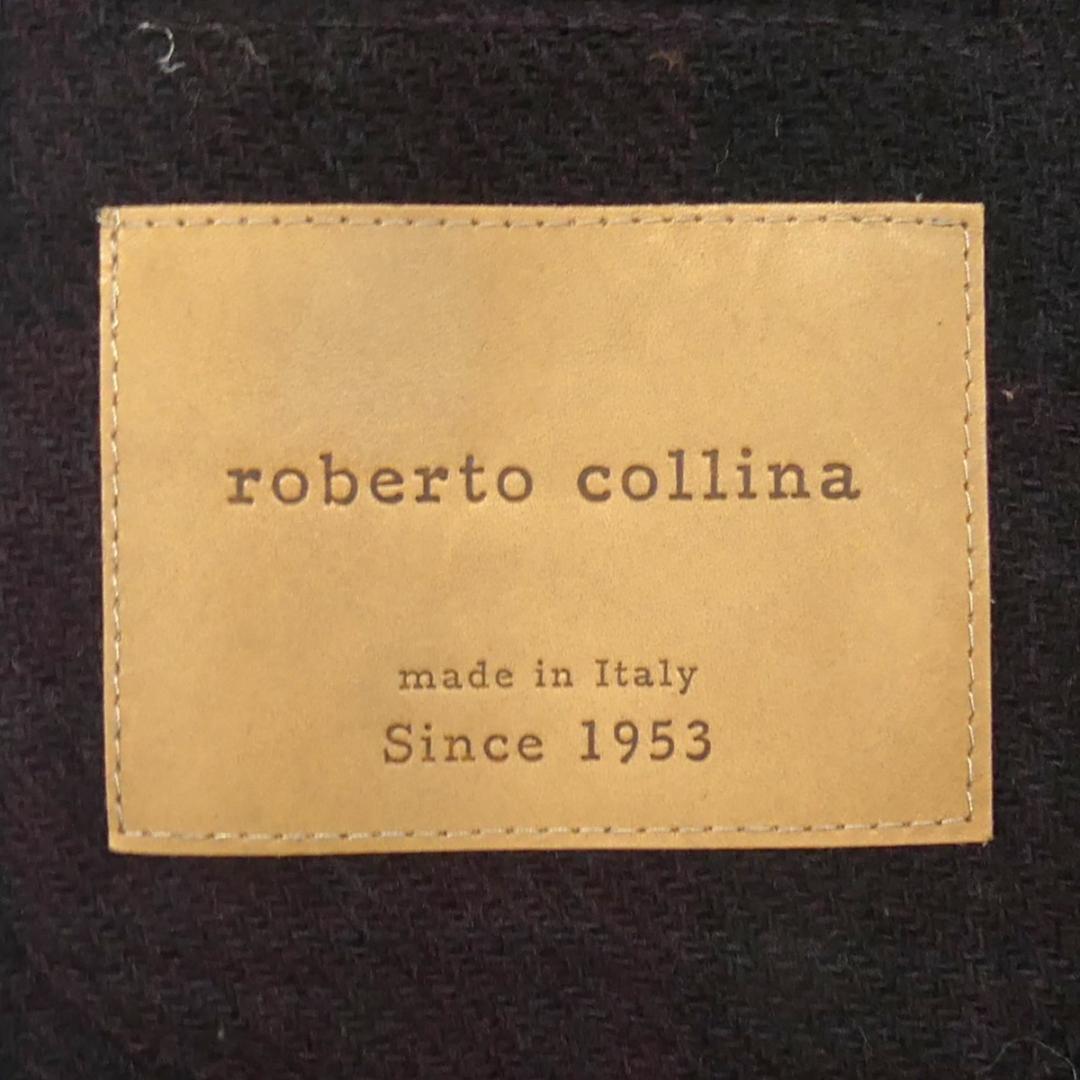 roberto collina
made in Italy
Since 1953